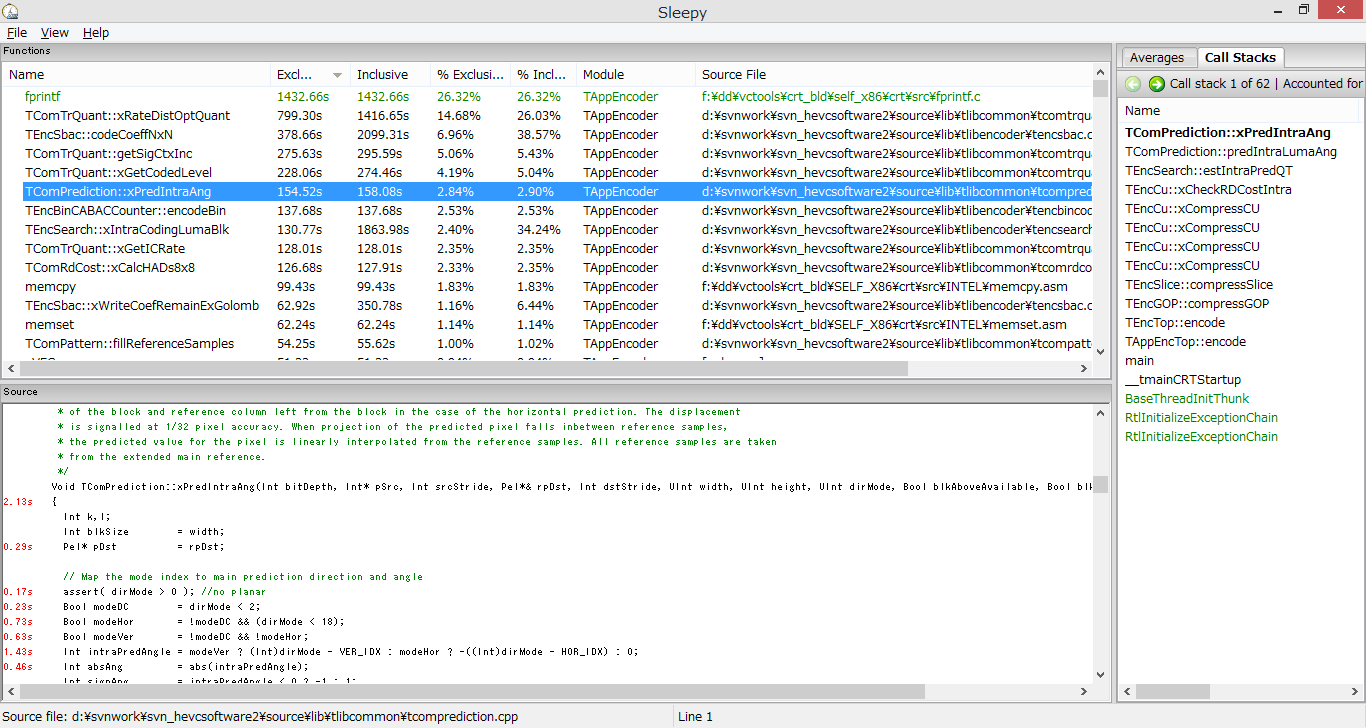 Sleepy
File View Help
Functions
Name Excl... Inclusive % Exclusi... % Incl... Module Source File
fprintf 1432.66s 1432.66s 26.32% 26.32% TAppEncoder f:¥dd¥vctools¥crt_bld¥self_x86¥crt¥src¥fprintf.c
TComTrQuant::xRateDistOptQuant 799.30s 1416.65s 14.68% 26.03% TAppEncoder d:¥svnwork¥svn_hevcsoftware2¥source¥lib¥tlibcommon¥tcomtrqua
TEncSbac::codeCoeffNxN 378.66s 2099.31s 6.96% 38.57% TAppEncoder d:¥svnwork¥svn_hevcsoftware2¥source¥lib¥tlibencoder¥tencsbac.c
TComTrQuant::getSigCtxInc 275.63s 295.59s 5.06% 5.43% TAppEncoder d:¥svnwork¥svn_hevcsoftware2¥source¥lib¥tlibcommon¥tcomtrqua
TComTrQuant::xGetCodedLevel 228.06s 274.46s 4.19% 5.04% TAppEncoder d:¥svnwork¥svn_hevcsoftware2¥source¥lib¥tlibcommon¥tcomtrqua
TComPrediction::xPredIntraAng 154.52s 158.08s 2.84% 2.90% TAppEncoder d:¥svnwork¥svn_hevcsoftware2¥source¥lib¥tlibcommon¥tcompred
TEncBinCABACCounter::encodeBin 137.68s 137.68s 2.53% 2.53% TAppEncoder d:¥svnwork¥svn_hevcsoftware2¥source¥lib¥tlibencoder¥tencbincod
TEncSearch::xIntraCodingLumaBlk 130.77s 1863.98s 2.40% 34.24% TAppEncoder d:¥svnwork¥svn_hevcsoftware2¥source¥lib¥tlibencoder¥tencsearch
TComTrQuant::xGetICRate 128.01s 128.01s 2.35% 2.35% TAppEncoder d:¥svnwork¥svn_hevcsoftware2¥source¥lib¥tlibcommon¥tcomtrqua
TComRdCost::xCalcHADs8x8 126.68s 127.91s 2.33% 2.35% TAppEncoder d:¥svnwork¥svn_hevcsoftware2¥source¥lib¥tlibcommon¥tcomrdco
memcpy 99.43s 99.43s 1.83% 1.83% TAppEncoder f:¥dd¥vctools¥crt_bld¥SELF_X86¥crt¥src¥INTEL¥memcpy.asm
TEncSbac::xWriteCoefRemainExGolomb 62.92s 350.78s 1.16% 6.44% TAppEncoder d:¥svnwork¥svn_hevcsoftware2¥source¥lib¥tlibencoder¥tencsbac.c
memset 62.24s 62.24s 1.14% 1.14% TAppEncoder f:¥dd¥vctools¥crt_bld¥SELF_X86¥crt¥src¥INTEL¥memset.asm
TComPattern::fillReferenceSamples 54.25s 55.62s 1.00% 1.02% TAppEncoder d:¥svnwork¥svn_hevcsoftware2¥source¥lib¥tlibcommon¥tcompatt
Source
* of the block and reference column left from the block in the case of the horizontal prediction. The displacement
* is signalled at 1/32 pixel accuracy. When projection of the predicted pixel falls inbetween reference samples,
* the predicted value for the pixel is linearly interpolated from the reference samples. All reference samples are taken
* from the extended main reference.
*/
Void TComPrediction::xPredIntraAng(Int bitDepth, Int* pSrc, Int srcStride, Pel*& rpDst, Int dstStride, UInt width, UInt height, UInt dirMode, Bool blkAboveAvailable, Bool blk
2.13s {
Int k,l;
Int blkSize = width;
0.29s Pel* pDst = rpDst;
// Map the mode index to main prediction direction and angle
0.17s assert( dirMode > 0 ); //no planar
0.23s Bool modeDC = dirMode < 2;
0.73s Bool modeHor = !modeDC && (dirMode < 18);
0.63s Bool modeVer = !modeDC && !modeHor;
1.43s Int intraPredAngle = modeVer ? (Int)dirMode - VER_IDX : modeHor ? -((Int)dirMode - HOR_IDX) : 0;
0.46s Int absAng = abs(intraPredAngle);
Int signAng = intraPredAngle < 0 ? -1 : 1;
Averages Call Stacks
Call stack 1 of 62 | Accounted for
Name
TComPrediction::xPredIntraAng
TComPrediction::predIntraLumaAng
TEncSearch::estIntraPredQT
TEncCu::xCheckRDCostIntra
TEncCu::xCompressCU
TEncCu::xCompressCU
TEncCu::xCompressCU
TEncCu::xCompressCU
TEncSlice::compressSlice
TEncGOP::compressGOP
TEncTop::encode
TAppEncTop::encode
main
__tmainCRTStartup
BaseThreadInitThunk
RtlInitializeExceptionChain
RtlInitializeExceptionChain
Source file: d:¥svnwork¥svn_hevcsoftware2¥source¥lib¥tlibcommon¥tcomprediction.cpp Line 1